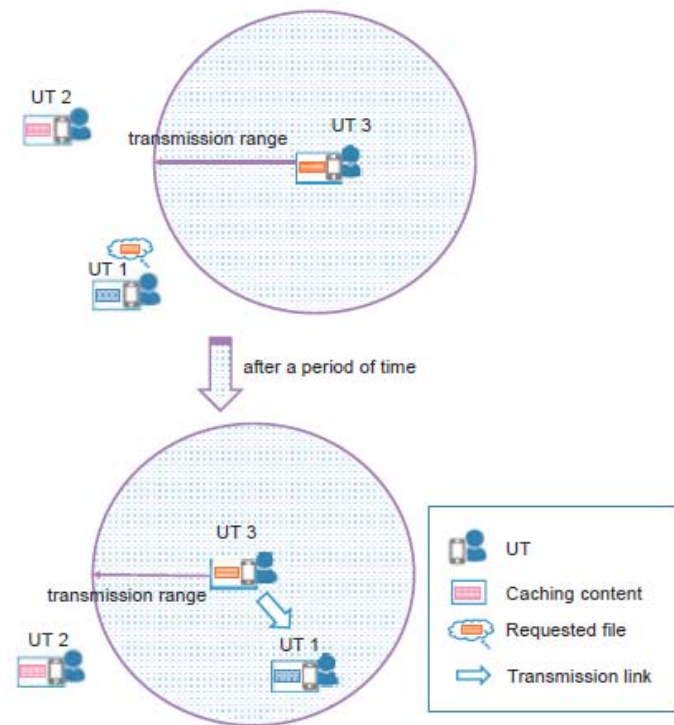 UT 2
UT 3
transmission range
UT 1
after a period of time
UT 3
transmission range
UT 2
UT 1
UT
Caching content
Requested file
Transmission link